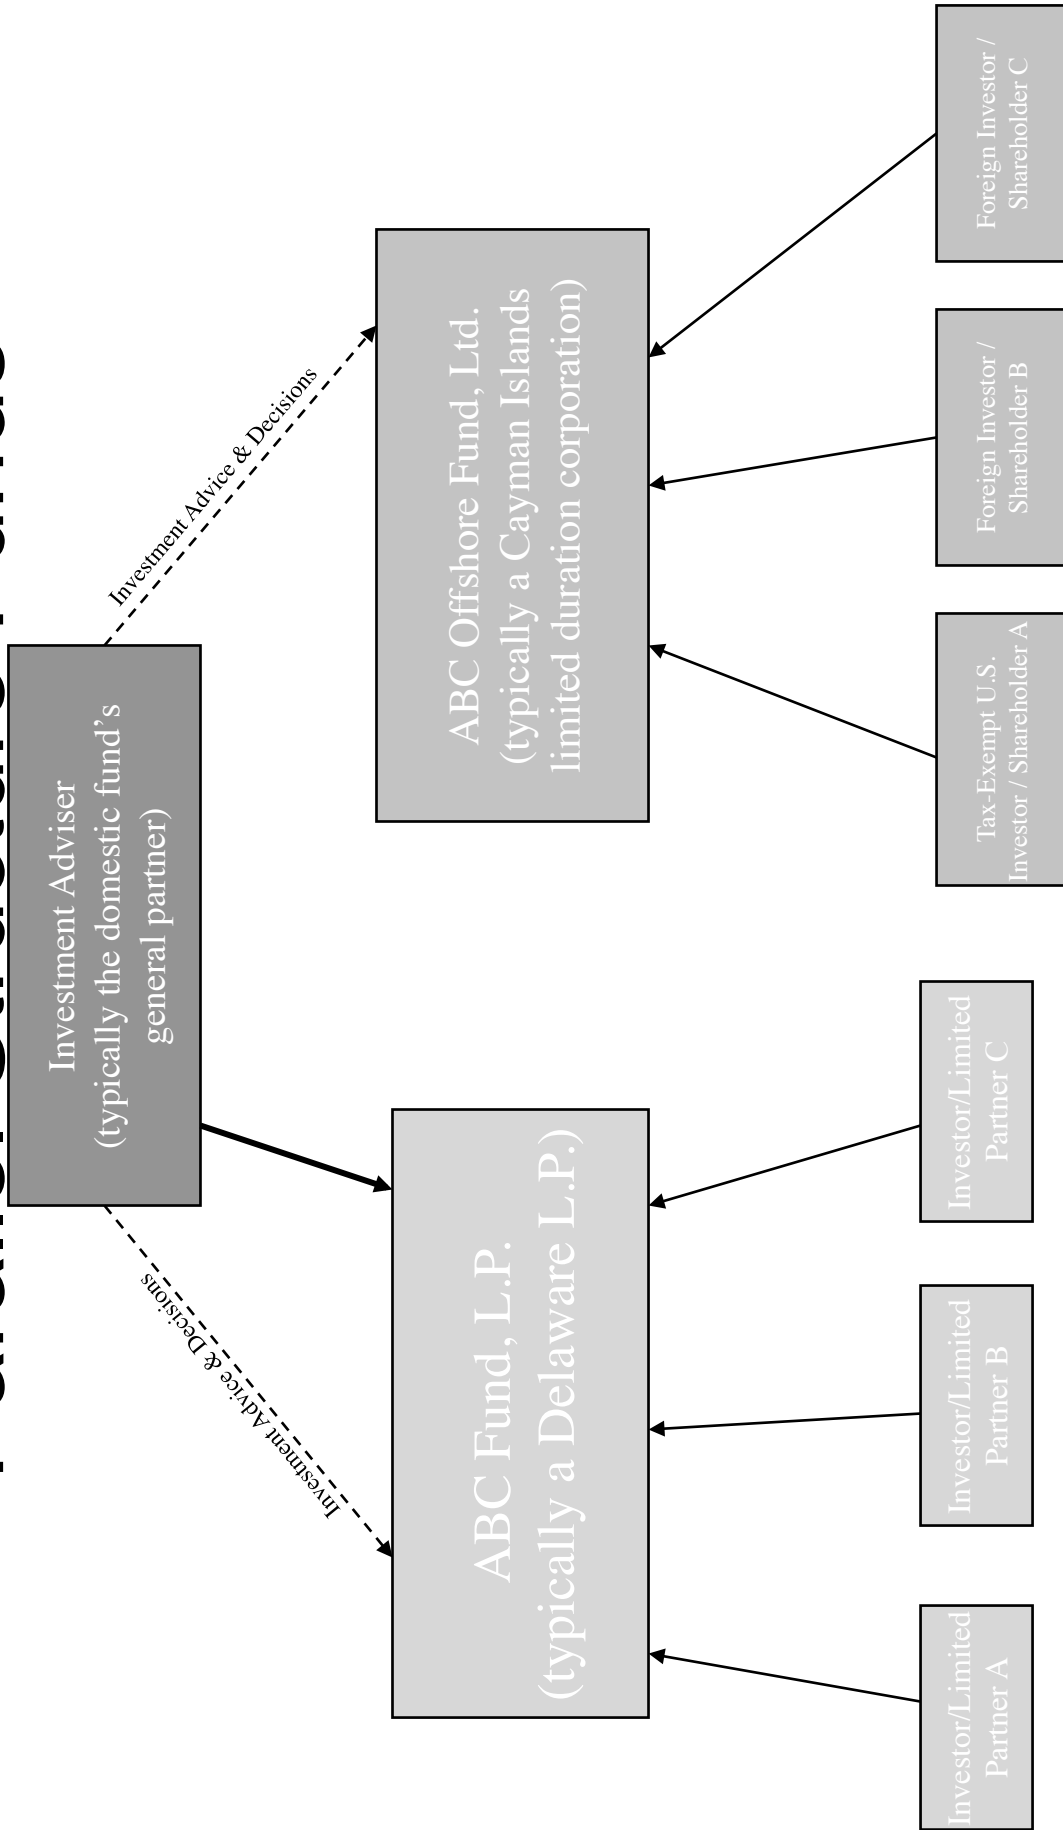 Investment Adviser
(typically the domestic fund's
general partner)
Investment Advice & Decisions
Investment Advice & Decisions
ABC Fund, L.P.
(typically a Delaware L.P.)
ABC Offshore Fund, Ltd.
(typically a Cayman Islands
limited duration corporation)
Investor/Limited
Partner A
Investor/Limited
Partner B
Investor/Limited
Partner C
Tax-Exempt U.S.
Investor / Shareholder A
Foreign Investor /
Shareholder B
Foreign Investor /
Shareholder C